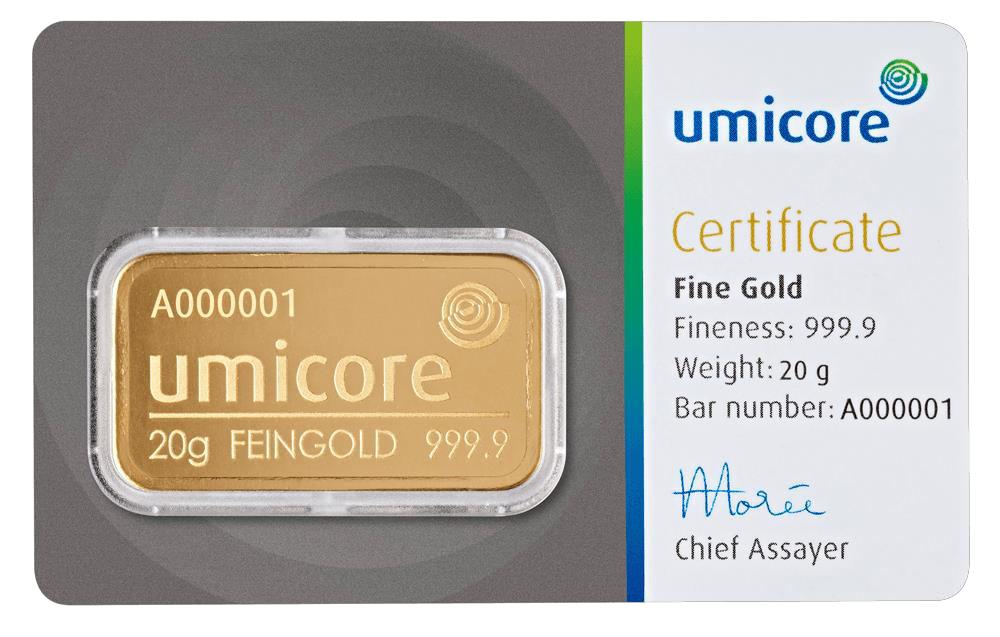 A000001
umicore
20g FEINGOLD 999.9
umicore
Certificate
Fine Gold
Fineness: 999.9
Weight: 20 g
Bar number: A000001
Morée
Chief Assayer